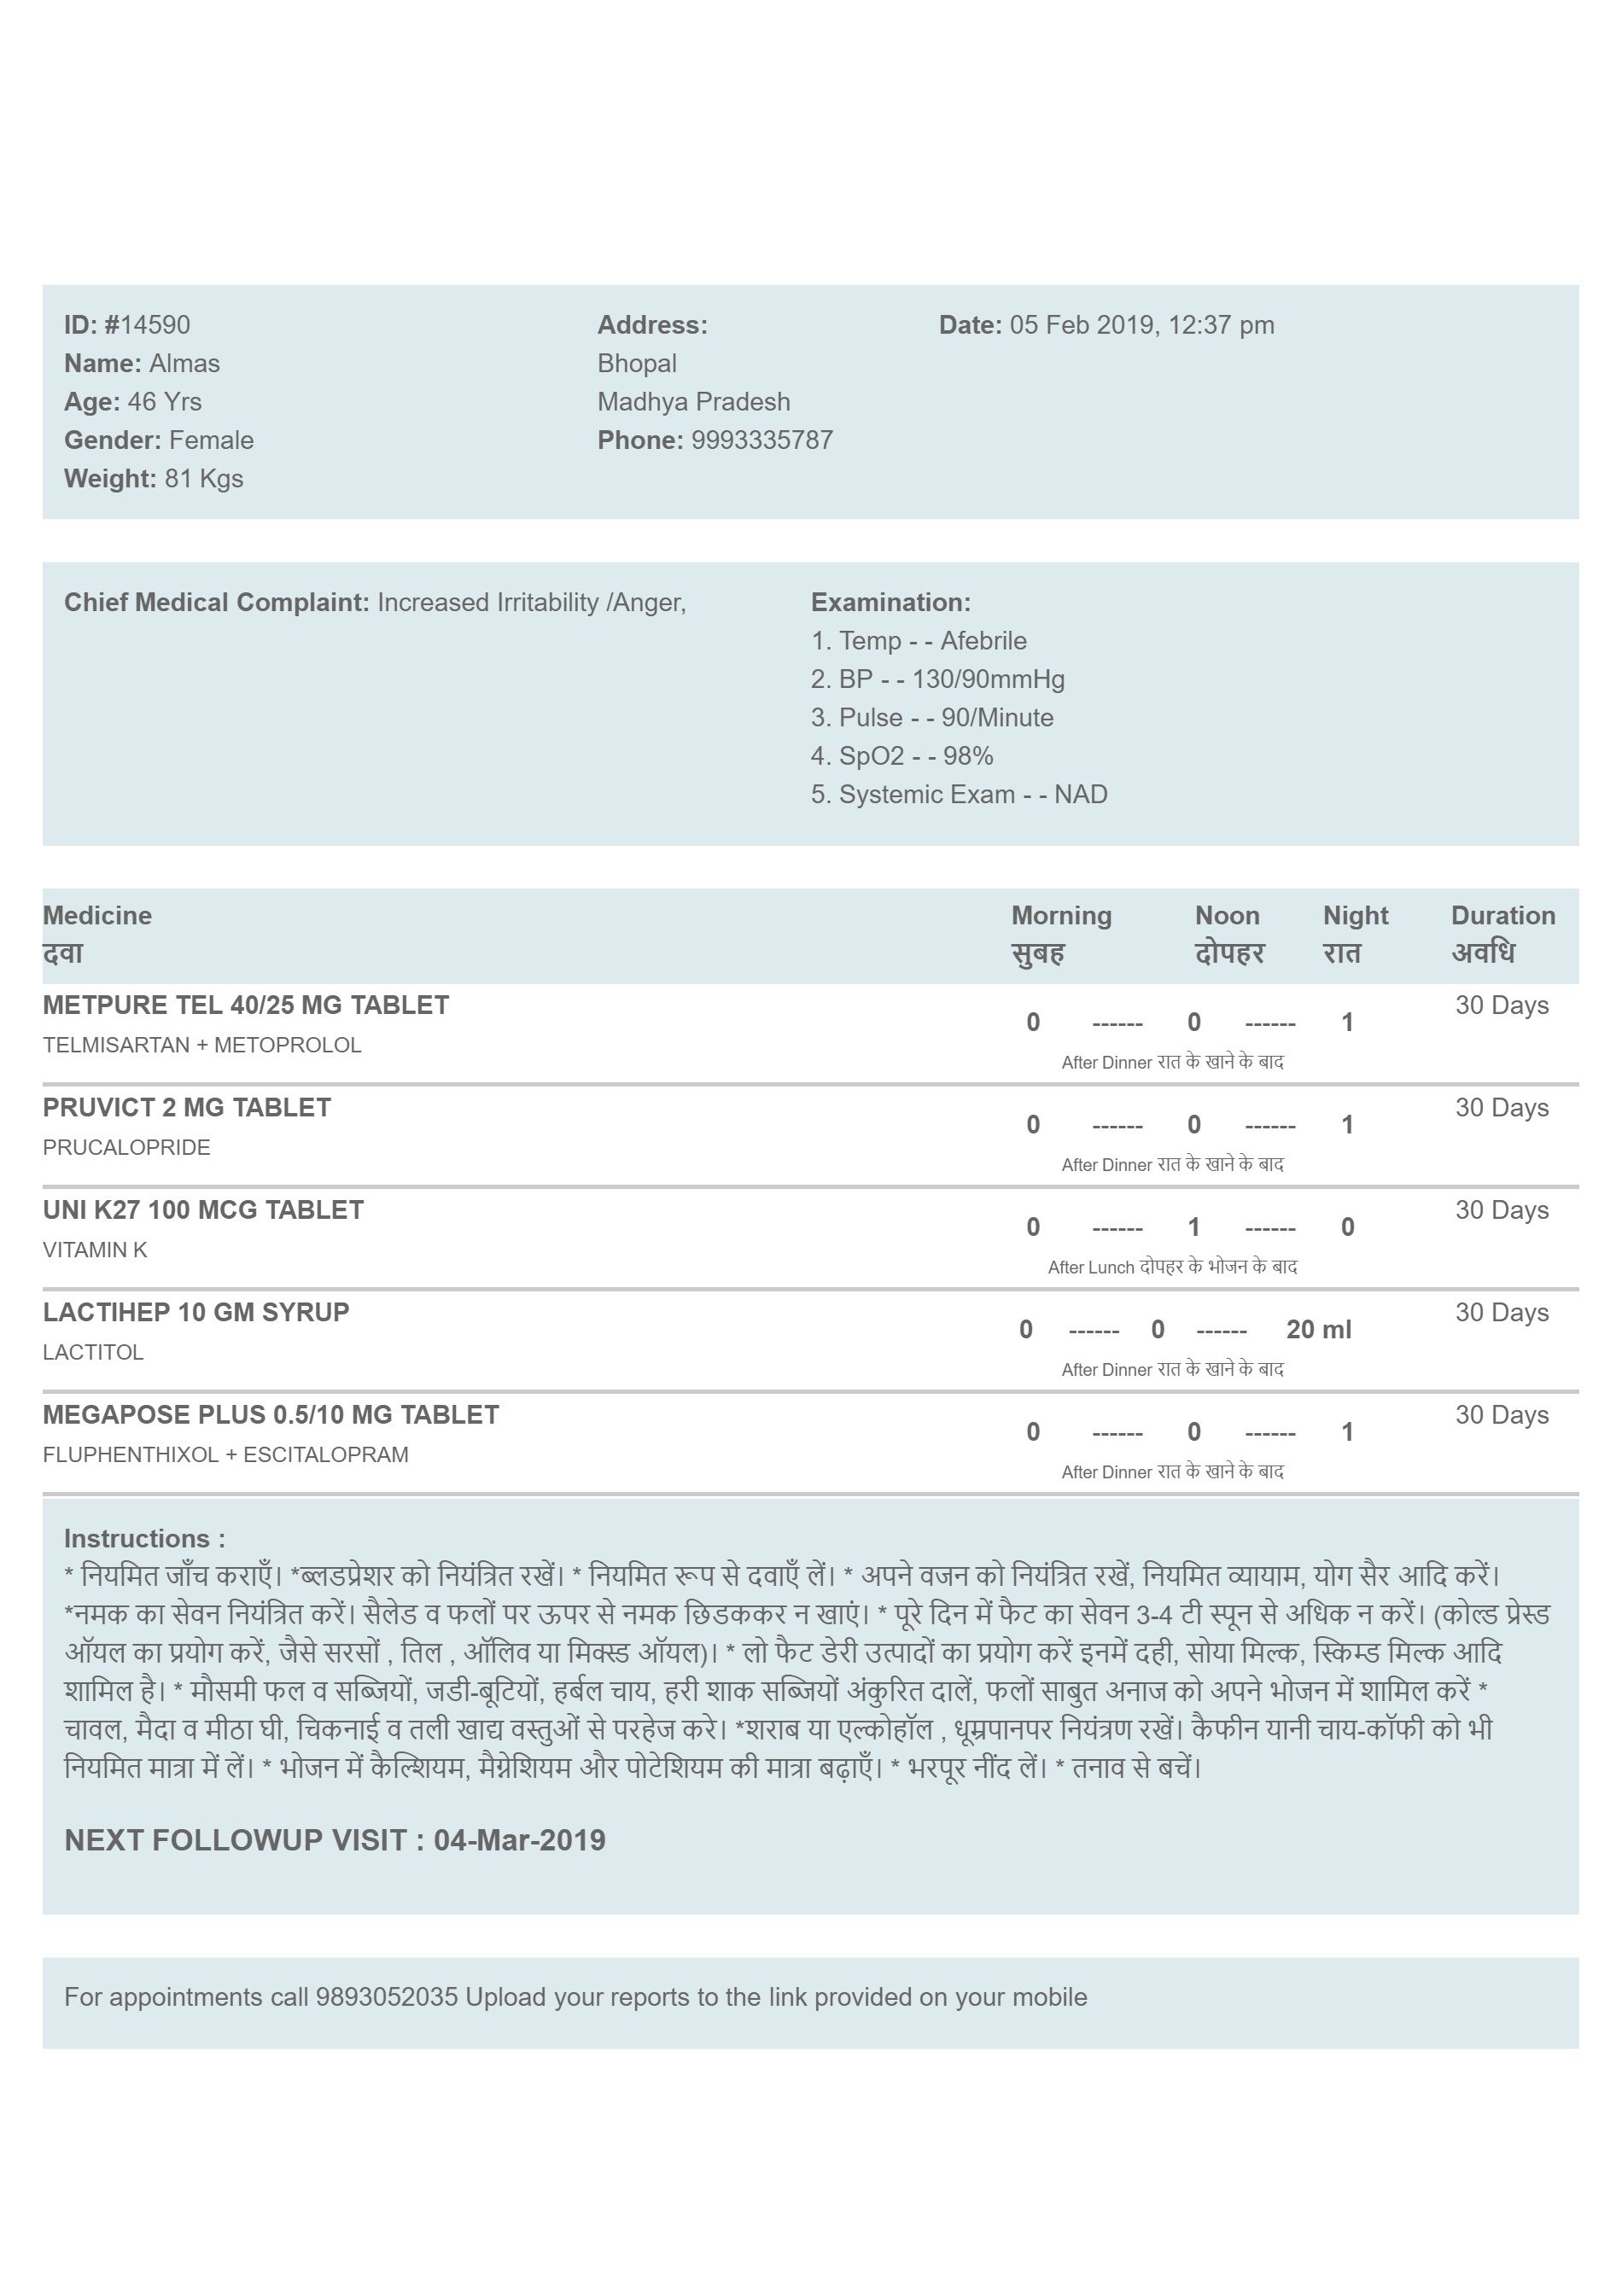 ID: #14590
Name: Almas
Age: 46 Yrs
Gender: Female
Weight: 81 Kgs
Address:
Bhopal
Madhya Pradesh
Phone: 9993335787
Date: 05 Feb 2019, 12:37 pm
Chief Medical Complaint: Increased Irritability /Anger,
Examination:
1. Temp - - Afebrile
2. BP - - 130/90mmHg
3. Pulse - - 90/Minute
4. SpO2 - - 98%
5. Systemic Exam - - NAD
Medicine Morning Noon Night Duration
दवा सुबह दोपहर रात अवधि
METPURE TEL 40/25 MG TABLET 30 Days
0 ------ 0 ------ 1
TELMISARTAN + METOPROLOL
After Dinner रात के खाने के बाद
PRUVICT 2 MG TABLET 30 Days
0 ------ 0 ------ 1
PRUCALOPRIDE
After Dinner रात के खाने के बाद
UNI K27 100 MCG TABLET 30 Days
0 ------ 1 ------ 0
VITAMIN K
After Lunch दोपहर के भोजन के बाद
LACTIHEP 10 GM SYRUP 30 Days
0 ------ 0 ------ 20 ml
LACTITOL
After Dinner रात के खाने के बाद
MEGAPOSE PLUS 0.5/10 MG TABLET 30 Days
0 ------ 0 ------ 1
FLUPHENTHIXOL + ESCITALOPRAM
After Dinner रात के खाने के बाद
Instructions :
* नियमित जाँच कराएँ। *ब्लडप्रेशर को नियंत्रित रखें। * नियमित रूप से दवाएँ लें। * अपने वजन को नियंत्रित रखें, नियमित व्यायाम, योग सैर आदि करें।
*नमक का सेवन नियंत्रित करें। सैलेड व फलों पर ऊपर से नमक छिडककर न खाएं। * पूरे दिन में फैट का सेवन 3-4 टी स्पून से अधिक न करें। (कोल्ड प्रेस्ड
ऑयल का प्रयोग करें, जैसे सरसों , तिल , ऑलिव या मिक्स्ड ऑयल)। * लो फैट डेरी उत्पादों का प्रयोग करें इनमें दही, सोया मिल्क, स्किम्ड मिल्क आदि
शामिल है। * मौसमी फल व सब्जियों, जडी-बूटियों, हर्बल चाय, हरी शाक सब्जियों अंकुरित दालें, फलों साबुत अनाज को अपने भोजन में शामिल करें *
चावल, मैदा व मीठा घी, चिकनाई व तली खाद्य वस्तुओं से परहेज करे। *शराब या एल्कोहॉल , धूम्रपानपर नियंत्रण रखें। कैफीन यानी चाय-कॉफी को भी
नियमित मात्रा में लें। * भोजन में कैल्शियम, मैग्नेशियम और पोटेशियम की मात्रा बढ़ाएँ। * भरपूर नींद लें। * तनाव से बचें।
NEXT FOLLOWUP VISIT : 04-Mar-2019
For appointments call 9893052035 Upload your reports to the link provided on your mobile